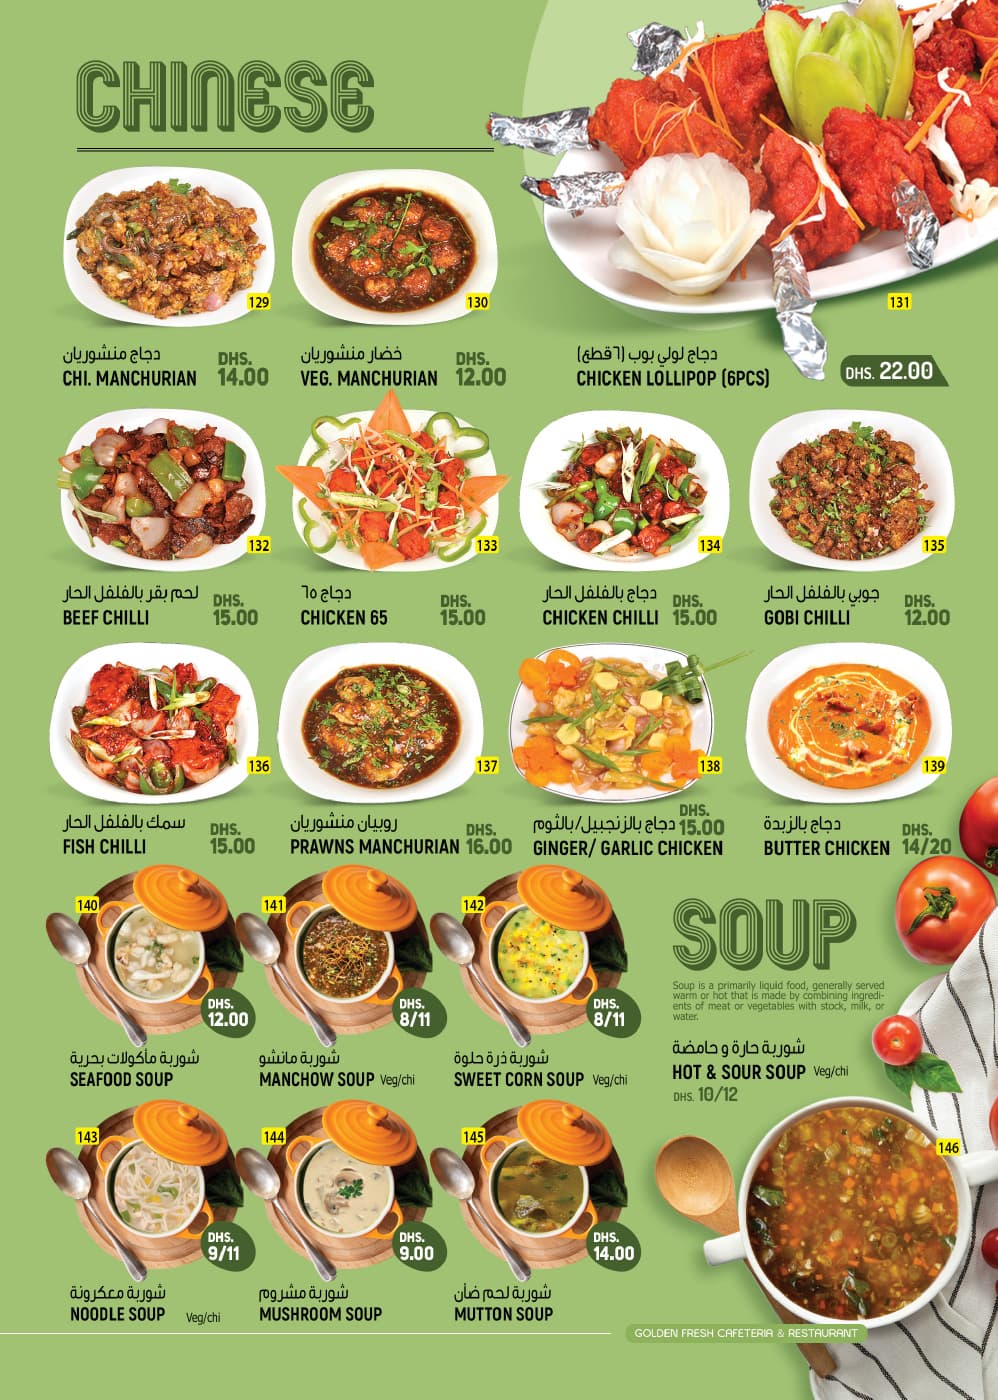 CHINESE
129
130
131
دجاج منشوريان
CHI. MANCHURIAN
DHS.
14.00
خضار منشوريان
VEG. MANCHURIAN
DHS.
12.00
دجاج لولي بوب (٦ قطع)
CHICKEN LOLLIPOP (6PCS)
DHS. 22.00
132
133
134
135
لحم بقر بالفلفل الحار
BEEF CHILLI
DHS.
15.00
دجاج ٦٥
CHICKEN 65
DHS.
15.00
دجاج بالفلفل الحار
CHICKEN CHILLI
DHS.
15.00
جوبي بالفلفل الحار
GOBI CHILLI
DHS.
12.00
136
137
138
139
سمك بالفلفل الحار
FISH CHILLI
DHS.
15.00
روبيان منشوريان
PRAWNS MANCHURIAN
DHS.
16.00
دجاج بالزنجبيل/بالثوم
GINGER/ GARLIC CHICKEN
DHS.
15.00
دجاج بالزبدة
BUTTER CHICKEN
DHS.
14/20
140
141
142
DHS.
12.00
DHS.
8/11
DHS.
8/11
شوربة مأكولات بحرية
SEAFOOD SOUP
شوربة مانشو
MANCHOW SOUP Veg/chi
شوربة ذرة حلوة
SWEET CORN SOUP Veg/chi
SOUP
Soup is a primarily liquid food, generally served
warm or hot that is made by combining ingredi-
ents of meat or vegetables with stock, milk, or
water.
شوربة حارة و حامضة
HOT & SOUR SOUP Veg/chi
DHS. 10/12
143
144
145
146
DHS.
9/11
DHS.
9.00
DHS.
14.00
شوربة معكرونة
NOODLE SOUP Veg/chi
شوربة مشروم
MUSHROOM SOUP
شوربة لحم ضأن
MUTTON SOUP
GOLDEN FRESH CAFETERIA & RESTAURANT